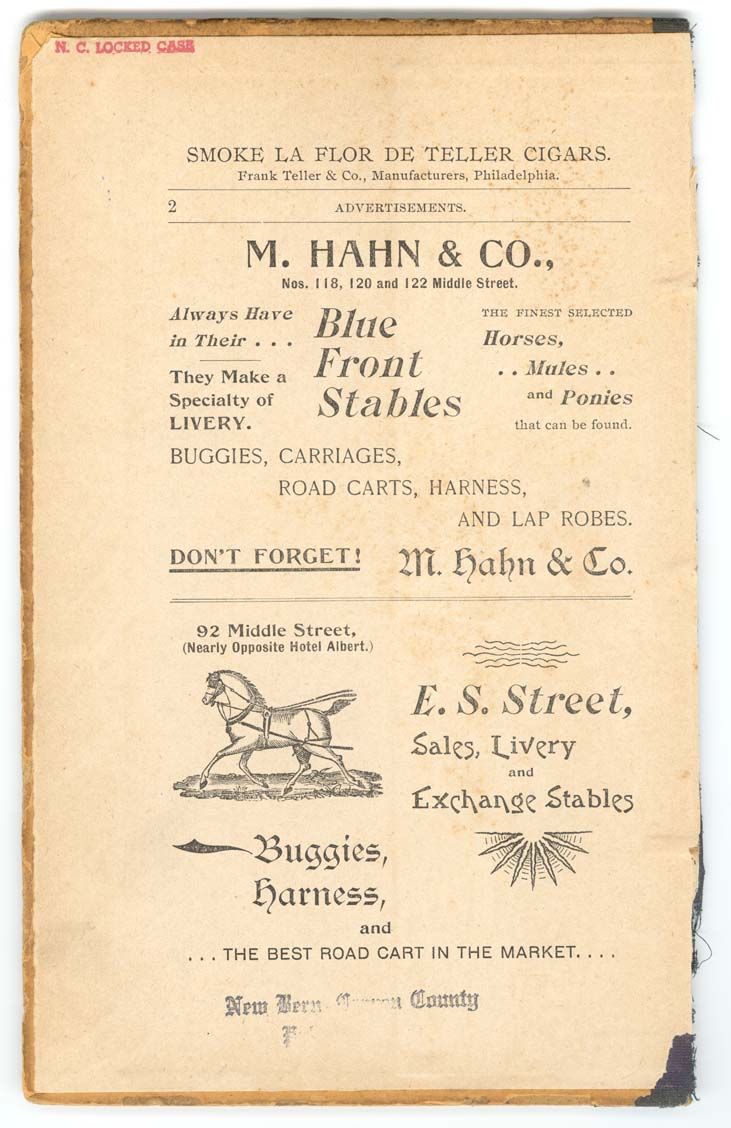 N. C. LOCKED CASE
SMOKE LA FLOR DE TELLER CIGARS.
Frank Teller & Co., Manufacturers, Philadelphia.
2 ADVERTISEMENTS.
M. HAHN & CO.,
Nos. 118, 120 and 122 Middle Street.
Always Have
in Their . . .
They Make a
Specialty of
LIVERY.
Blue
Front
Stables
THE FINEST SELECTED
Horses,
. . Mules . .
and Ponies
that can be found.
BUGGIES, CARRIAGES,
ROAD CARTS, HARNESS,
AND LAP ROBES.
DON'T FORGET! M. Hahn & Co.
92 Middle Street,
(Nearly Opposite Hotel Albert.)
E. S. Street,
Sales, Livery
and
Exchange Stables
Buggies,
Harness,
and
. . . THE BEST ROAD CART IN THE MARKET. . . .
New Bern County